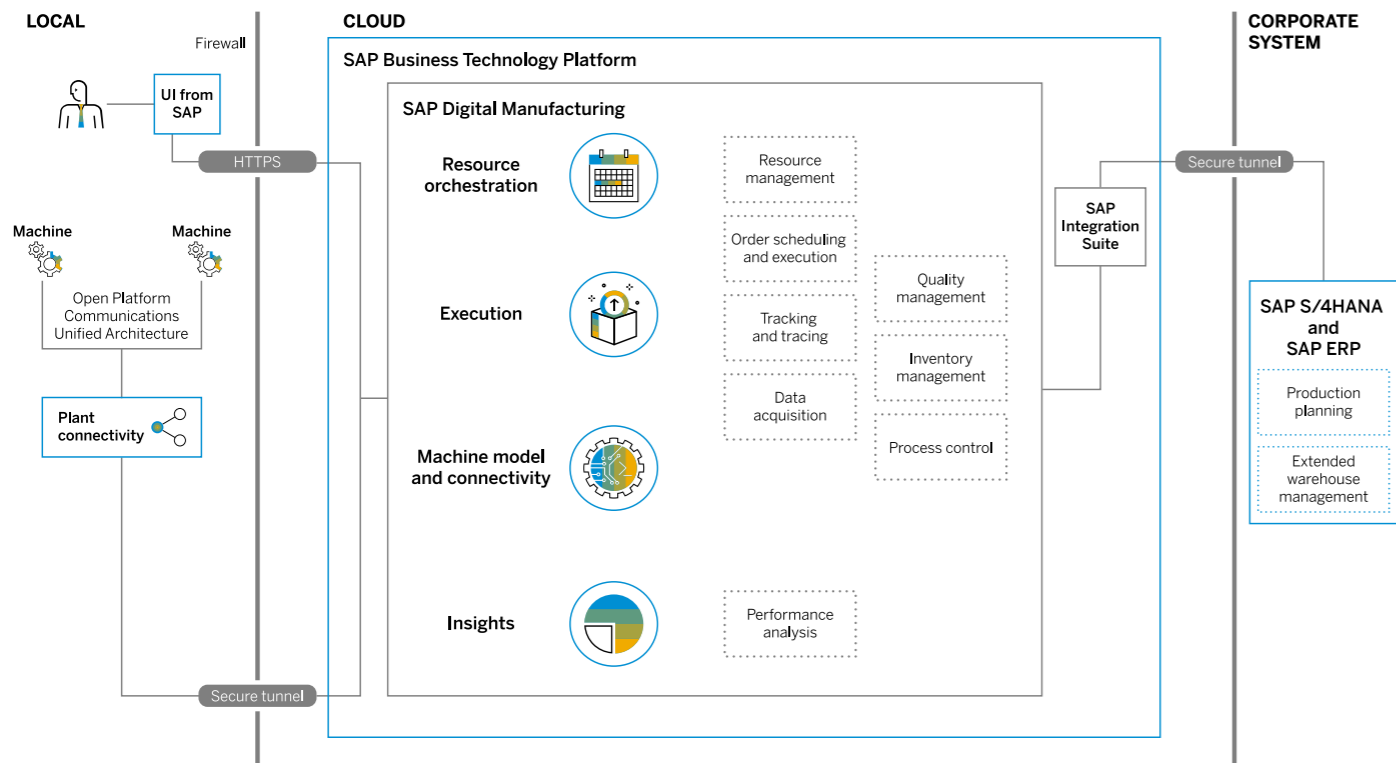 LOCAL
Firewall
UI from
SAP
HTTPS
Machine
Machine
Open Platform
Communications
Unified Architecture
Plant
connectivity
Secure tunnel
CLOUD
SAP Business Technology Platform
SAP Digital Manufacturing
Resource
orchestration
Execution
Machine model
and connectivity
Insights
Resource
management
Order scheduling
and execution
Tracking
and tracing
Data
acquisition
Quality
management
Inventory
management
Process control
Performance
analysis
SAP
Integration
Suite
Secure tunnel
CORPORATE
SYSTEM
SAP S/4HANA
and
SAP ERP
Production
planning
Extended
warehouse
management